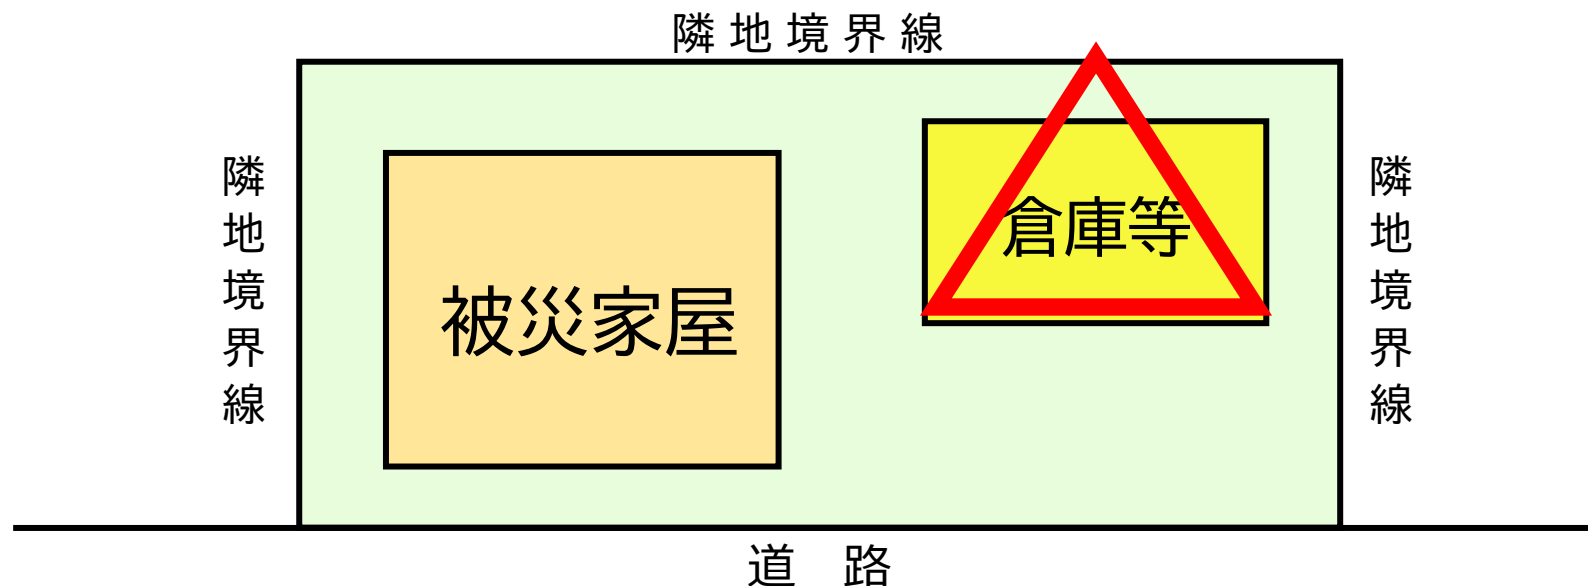 隣地境界線
隣地境界線
被災家屋
倉庫等
隣地境界線
道　路